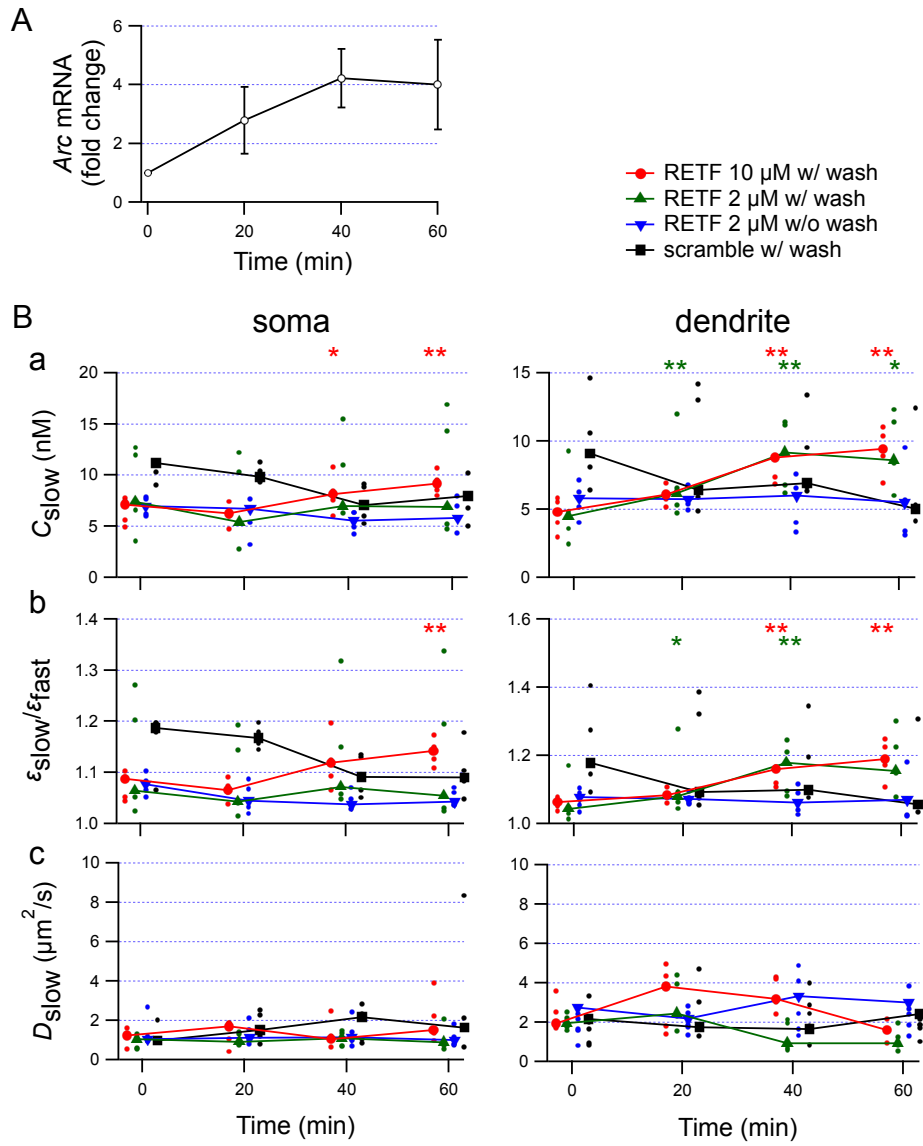 A
6
4
2
0
Arc mRNA
(fold change)
0 20 40 60
Time (min)
RETF 10 µM w/ wash
RETF 2 µM w/ wash
RETF 2 µM w/o wash
scramble w/ wash
B
soma
dendrite
a
* **
** ** **
** ** *
20
15
10
5
0
Cslow (nM)
15
10
5
0
b
**
** **
* **
1.4
1.3
1.2
1.1
1.0
εslow/εfast
1.6
1.4
1.2
1.0
c
10
8
6
4
2
0
Dslow (µm²/s)
10
8
6
4
2
0
0 20 40 60
Time (min)
0 20 40 60
Time (min)